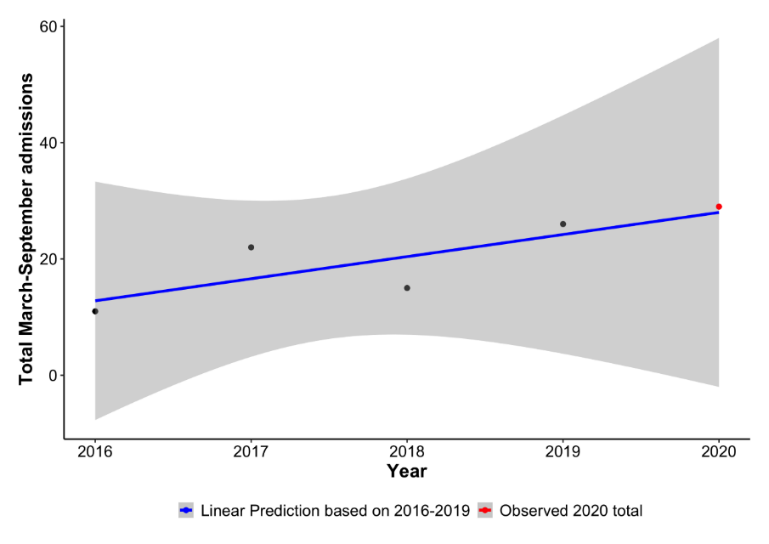 60
40
20
0
Total March-September admissions
2016 2017 2018 2019 2020
Year
Linear Prediction based on 2016-2019 Observed 2020 total